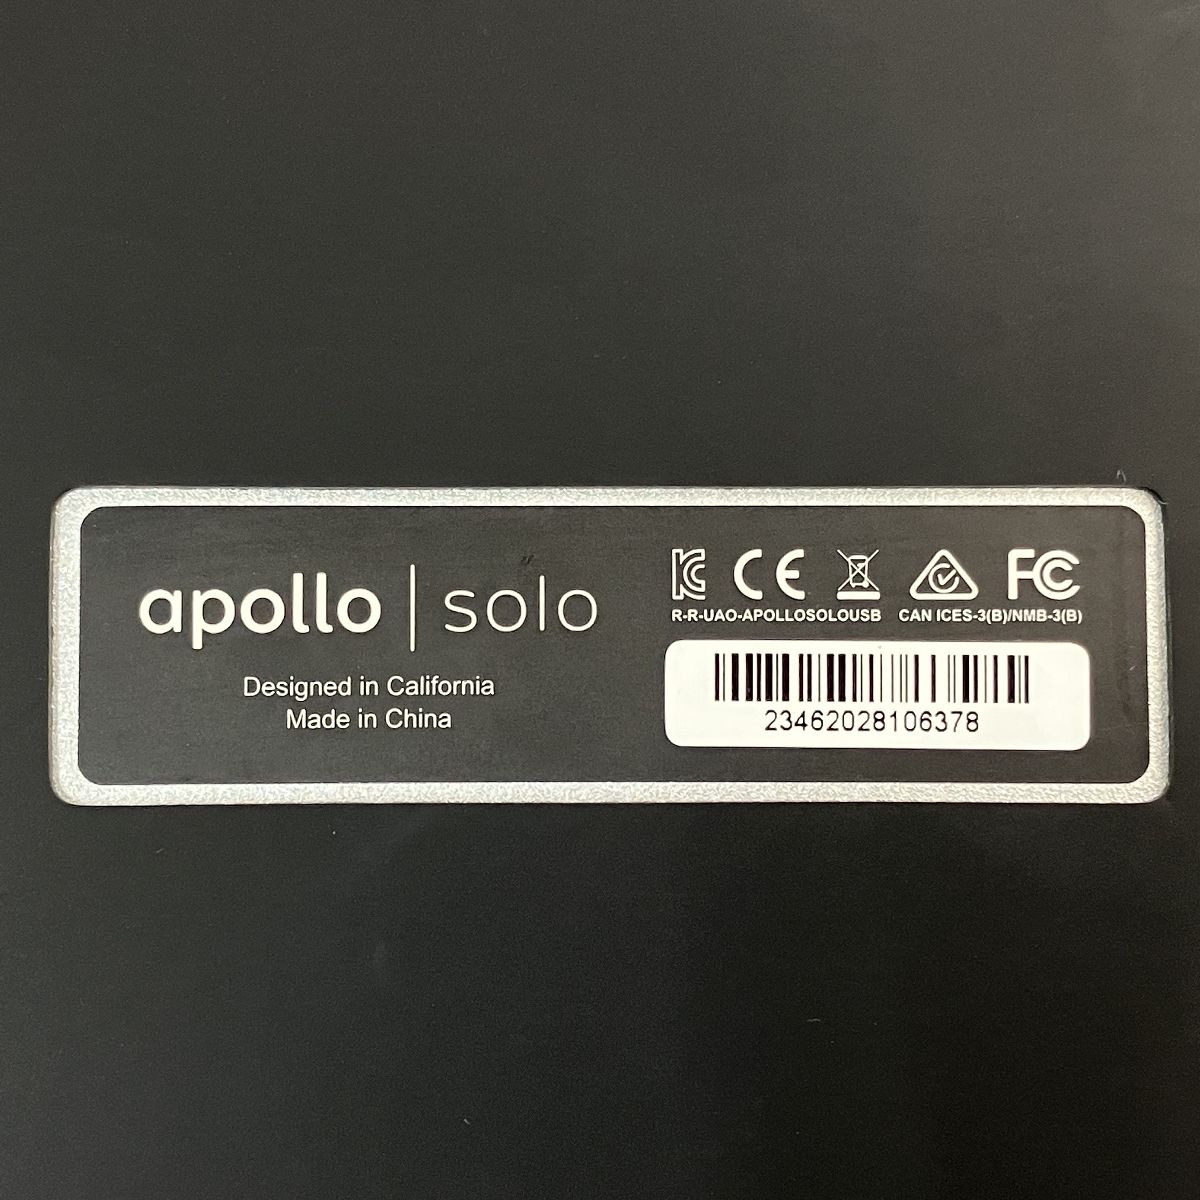 apollo | solo
Designed in California
Made in China
R-R-UAO-APOLLOSOLOUSB CAN ICES-3(B)/NMB-3(B)
23462028106378